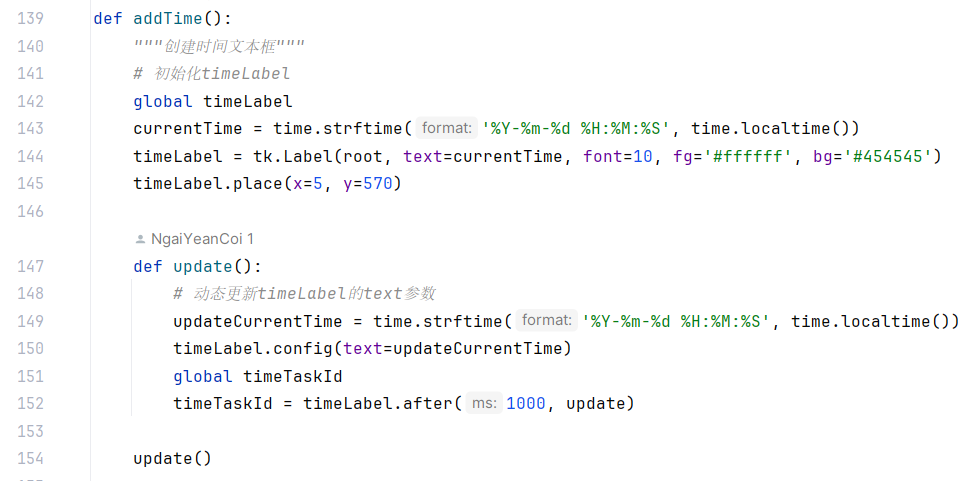 139 def addTime():
140 """创建时间文本框"""
141 # 初始化timeLabel
142 global timeLabel
143 currentTime = time.strftime( format: '%Y-%m-%d %H:%M:%S', time.localtime())
144 timeLabel = tk.Label(root, text=currentTime, font=10, fg='#ffffff', bg='#454545')
145 timeLabel.place(x=5, y=570)
146
NgaiYeanCoi 1
147 def update():
148 # 动态更新timeLabel的text参数
149 updateCurrentTime = time.strftime( format: '%Y-%m-%d %H:%M:%S', time.localtime())
150 timeLabel.config(text=updateCurrentTime)
151 global timeTaskId
152 timeTaskId = timeLabel.after( ms: 1000, update)
153
154 update()